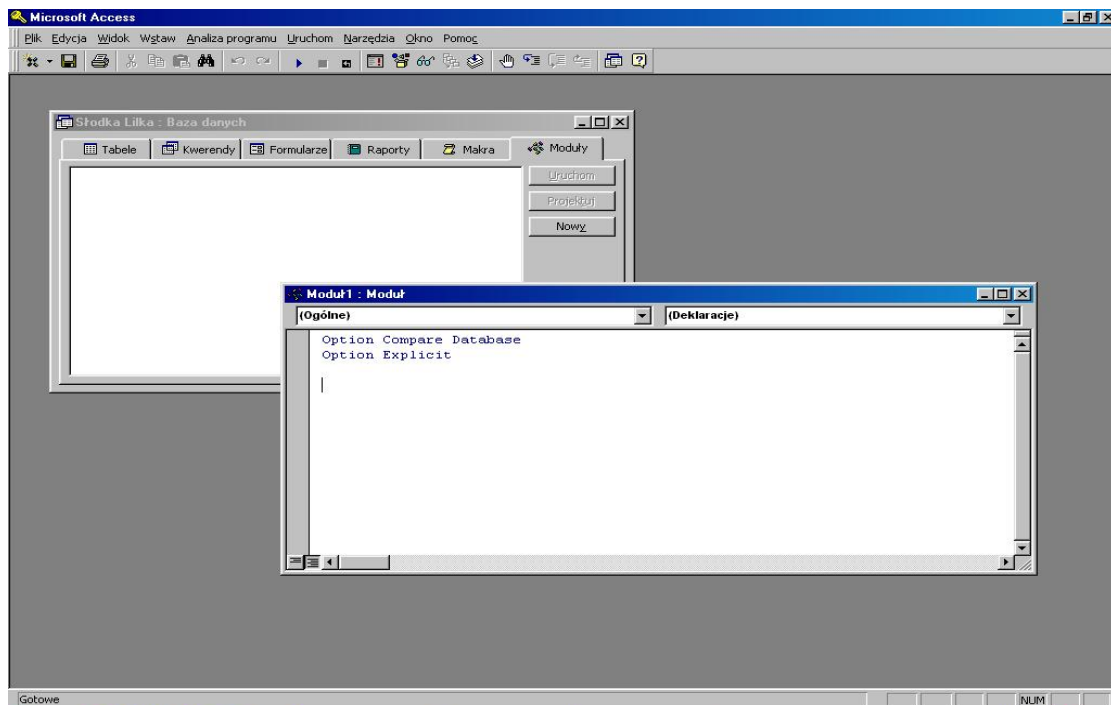 Microsoft Access
Plik Edycja Widok Wstaw Analiza programu Uruchom Narzędzia Okno Pomoc
Słodka Lilka : Baza danych
Tabele Kwerendy Formularze Raporty Makra Moduły
Uruchom
Projektuj
Nowy
Moduł1 : Moduł
(Ogólne) (Deklaracje)
Option Compare Database
Option Explicit
Gotowe NUM